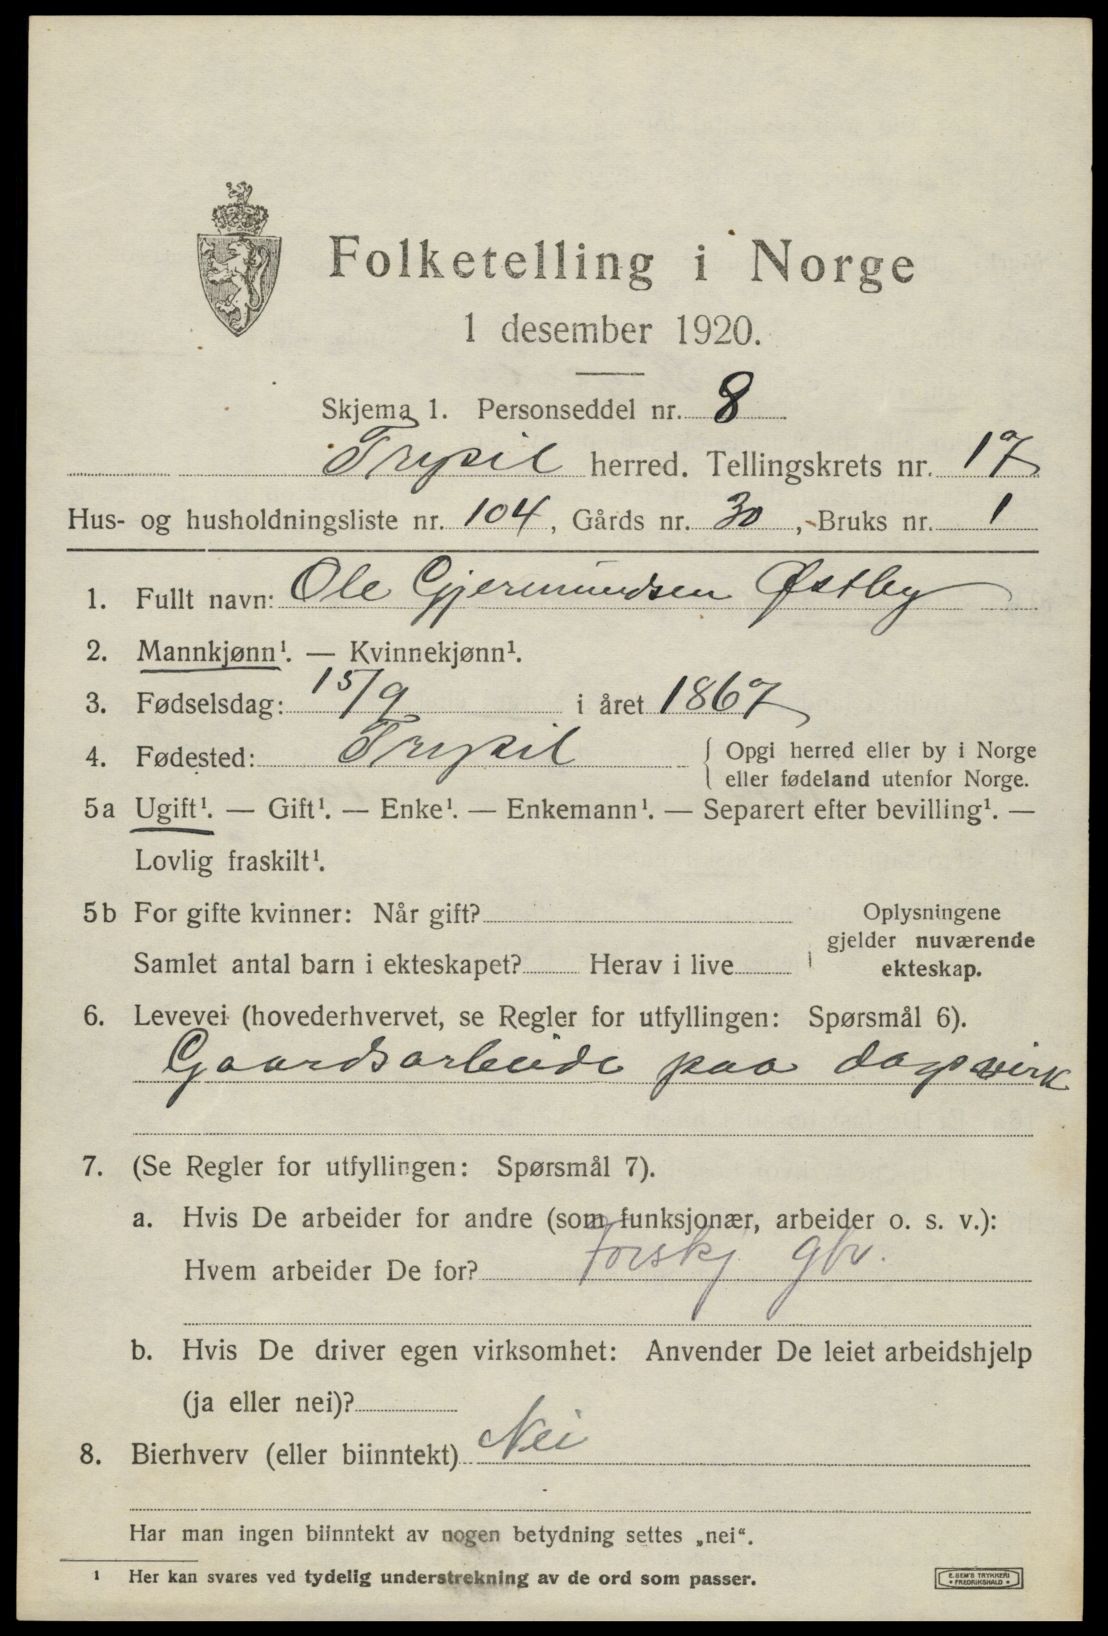 Folketelling i Norge
1 desember 1920.
Skjema 1. Personseddel nr. 8
Trysil herred. Tellingskrets nr. 17
Hus- og husholdningsliste nr. 104, Gårds nr. 30, Bruks nr. 1
1. Fullt navn: Ole Gjermundsen Østby
2. Mannkjønn¹. — Kvinnekjønn¹.
3. Fødselsdag: 15/9 i året 1867
4. Fødested: Trysil { Opgi herred eller by i Norge
eller fødeland utenfor Norge.
5a Ugift¹. — Gift¹. — Enke¹. — Enkemann¹. — Separert efter bevilling¹. —
Lovlig fraskilt¹.
5b For gifte kvinner: Når gift?
Samlet antal barn i ekteskapet? Herav i live
Oplysningene
gjelder nuværende
ekteskap.
6. Levevei (hovederhvervet, se Regler for utfyllingen: Spørsmål 6).
Gaardsarbeide paa dagsverk
7. (Se Regler for utfyllingen: Spørsmål 7).
a. Hvis De arbeider for andre (som funksjonær, arbeider o. s. v.):
Hvem arbeider De for? Forskj gbr.
b. Hvis De driver egen virksomhet: Anvender De leiet arbeidshjelp
(ja eller nei)?
8. Bierhverv (eller biinntekt) Nei
Har man ingen biinntekt av nogen betydning settes „nei“.
¹ Her kan svares ved tydelig understrekning av de ord som passer.
E. SEM'S TRYKKERI
• FREDRIKSHALD •